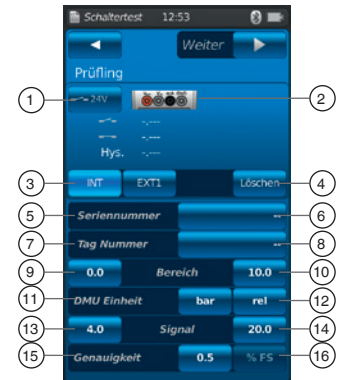 Schaltertest 12:53
Weiter
Prüfling
1 24V 2
-.---
-.---
Hys. -.---
3 INT EXT1 Löschen 4
5 Seriennummer -- 6
7 Tag Nummer -- 8
9 0.0 Bereich 10.0 10
11 DMU Einheit bar rel 12
13 4.0 Signal 20.0 14
15 Genauigkeit 0.5 % FS 16